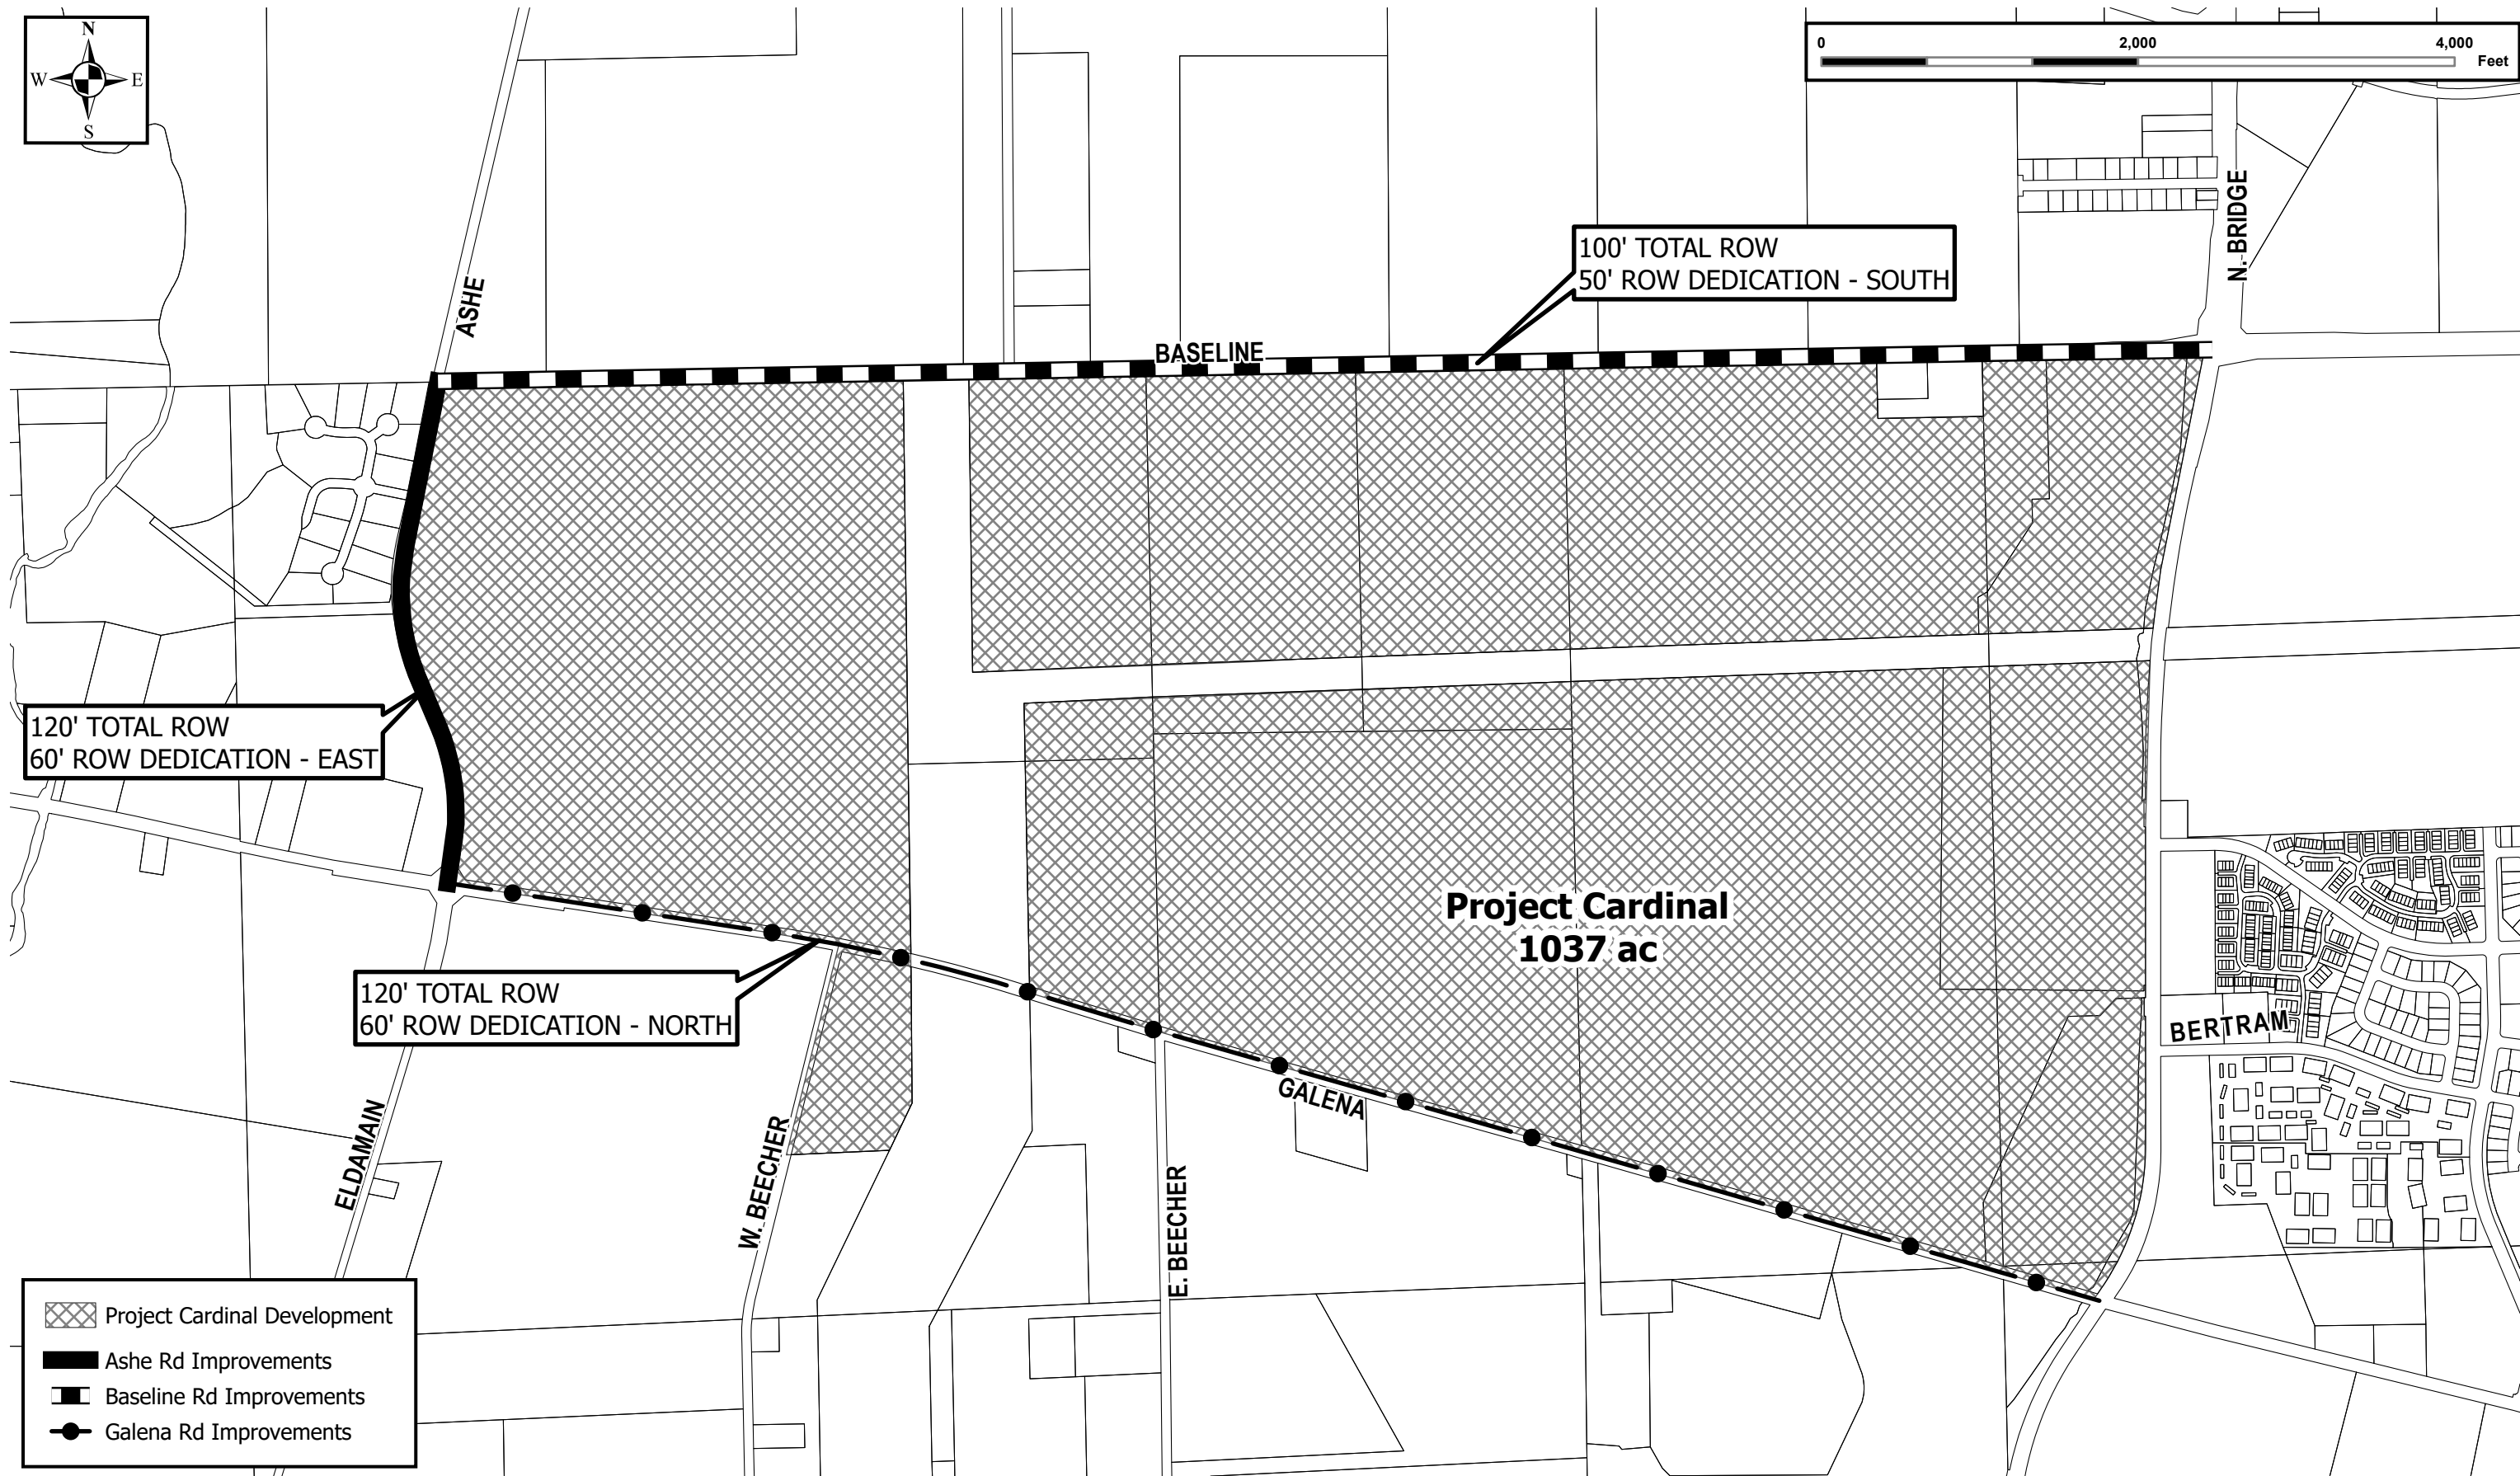 N
W E
S
0 2,000 4,000
Feet
N. BRIDGE
100' TOTAL ROW
50' ROW DEDICATION - SOUTH
ASHE
BASELINE
120' TOTAL ROW
60' ROW DEDICATION - EAST
Project Cardinal
1037 ac
120' TOTAL ROW
60' ROW DEDICATION - NORTH
BERTRAM
GALENA
ELDAMAIN
W. BEECHER
E. BEECHER
Project Cardinal Development
Ashe Rd Improvements
Baseline Rd Improvements
Galena Rd Improvements